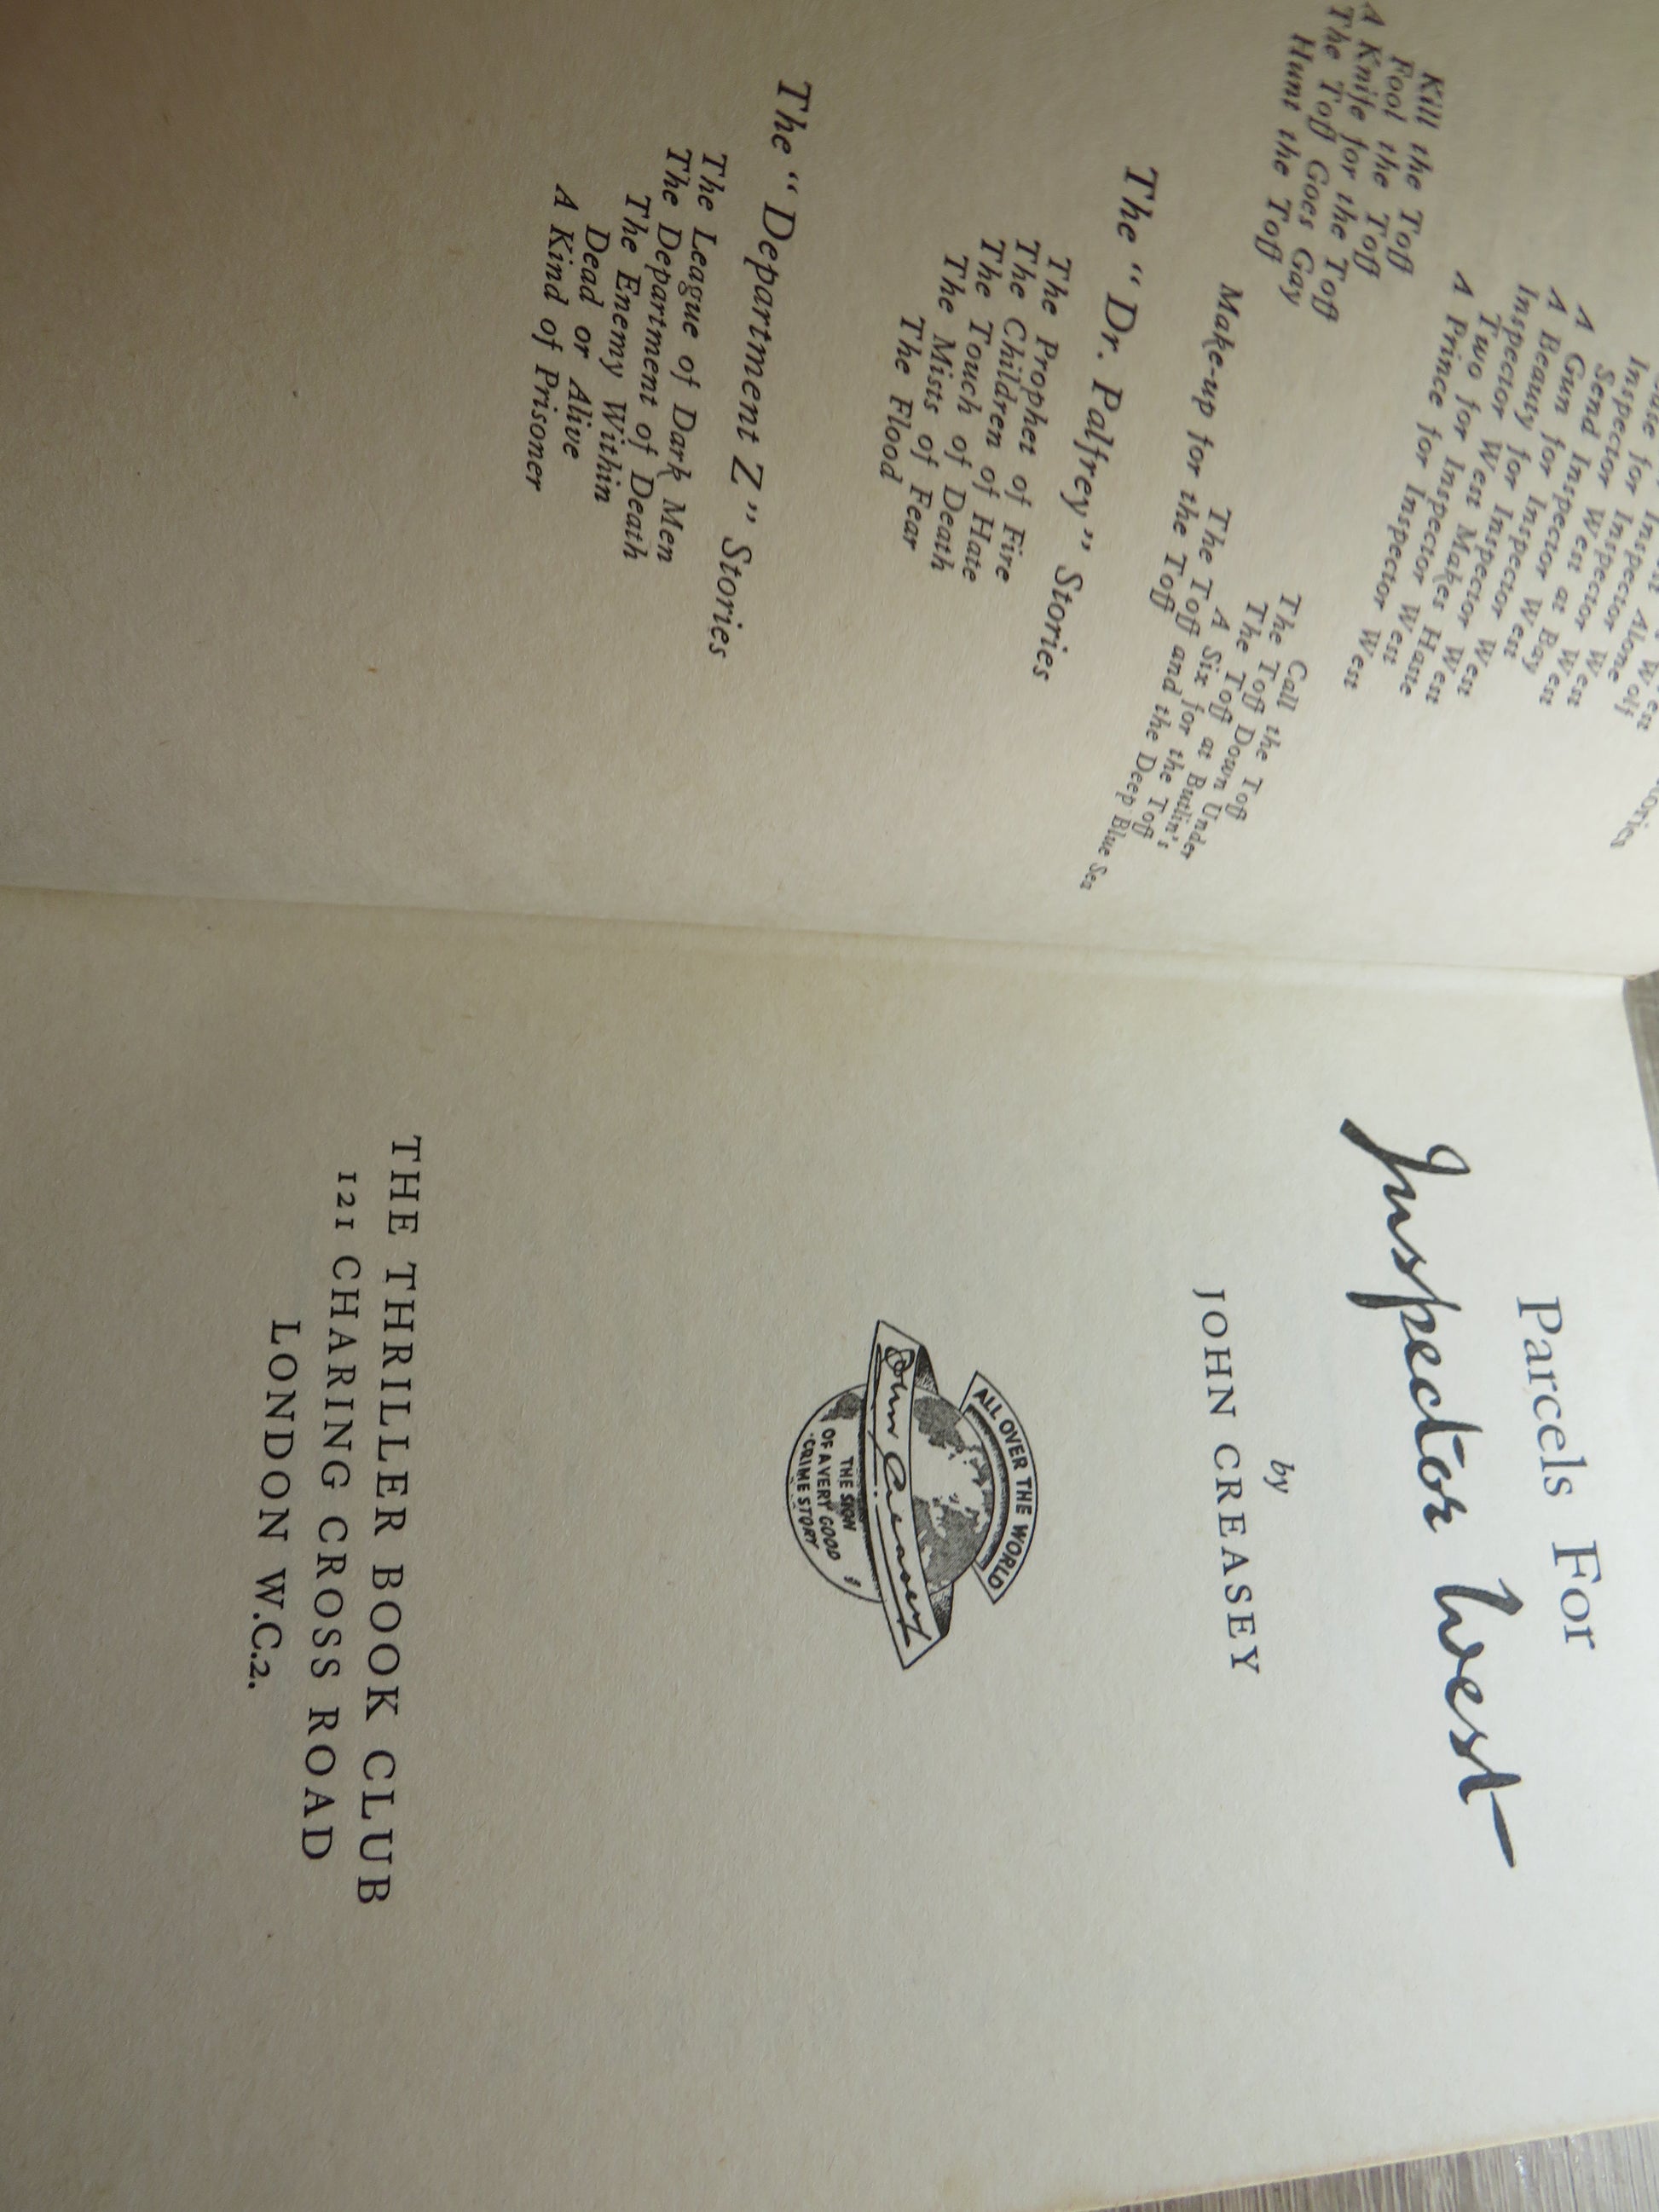 Inspector West Alone
Inspector Wolf
Send Inspector West
A Gun for Inspector West
A Beauty for Inspector West
Inspector West Makes Haste
Two for Inspector West
A Prince for Inspector West
Kill the Toff
Fool the Toff
A Knife for the Toff
The Toff Goes Gay
Hunt the Toff
Call the Toff
The Toff Down Under
The Toff at Butlin's
A Six for the Toff
The Toff and the Deep Blue Sea
Make-up for the Toff
The "Dr. Palfrey" Stories
The Prophet of Fire
The Children of Hate
The Touch of Death
The Mists of Fear
The Flood
The "Department Z" Stories
The League of Dark Men
The Department of Death
The Enemy Within
Dead or Alive
A Kind of Prisoner
Parcels For
Inspector West
by
JOHN CREASEY
ALL OVER THE WORLD
John Creasey
THE SIGN
OF A VERY GOOD
'CRIME STORY'
THE THRILLER BOOK CLUB
121 CHARING CROSS ROAD
LONDON W.C.2.